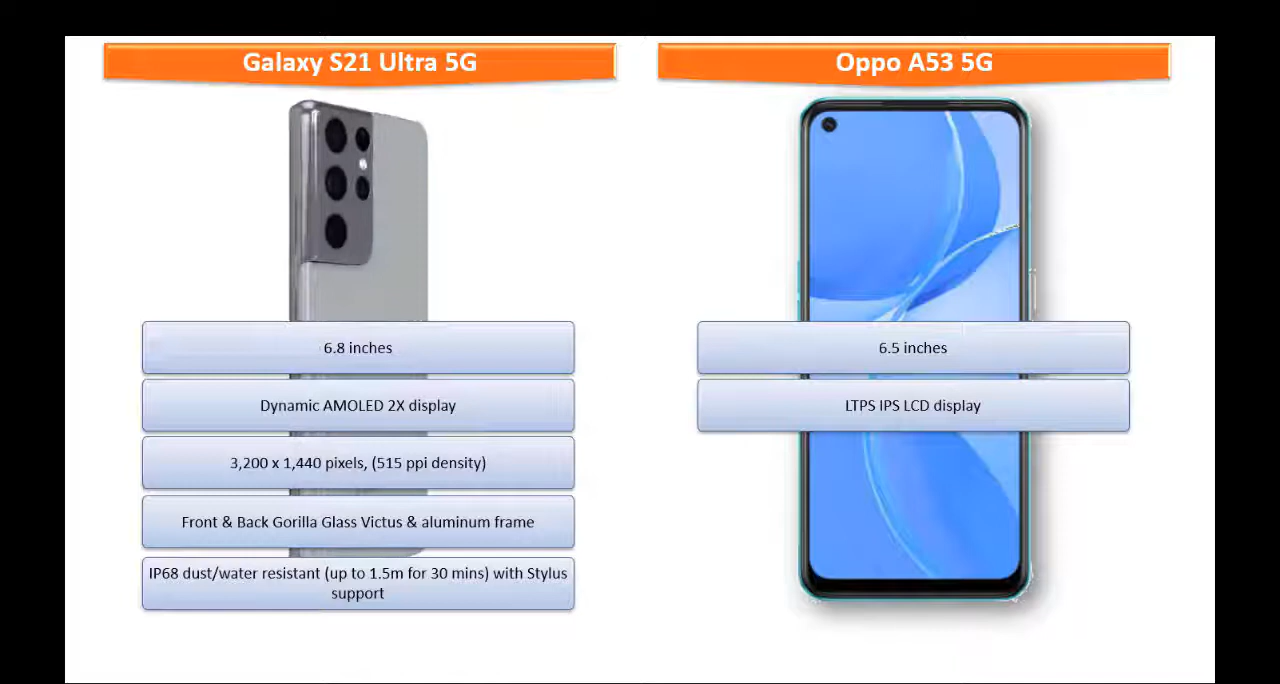 Galaxy S21 Ultra 5G
6.8 inches
Dynamic AMOLED 2X display
3,200 x 1,440 pixels, (515 ppi density)
Front & Back Gorilla Glass Victus & aluminum frame
IP68 dust/water resistant (up to 1.5m for 30 mins) with Stylus
support
Oppo A53 5G
6.5 inches
LTPS IPS LCD display